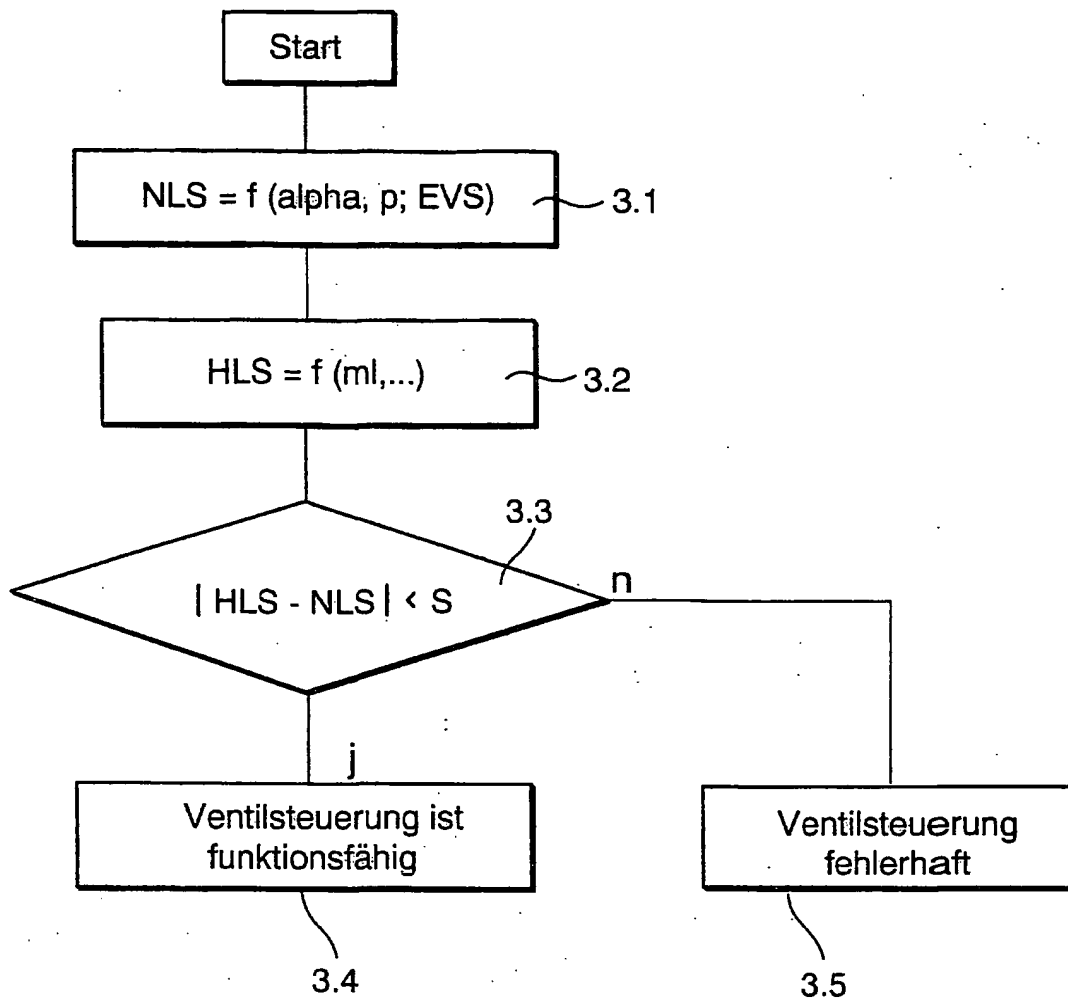 Start
NLS = f (alpha, p; EVS)
3.1
HLS = f (ml,...)
3.2
3.3
| HLS - NLS | < S
n
j
Ventilsteuerung ist
funktionsfähig
Ventilsteuerung
fehlerhaft
3.4
3.5